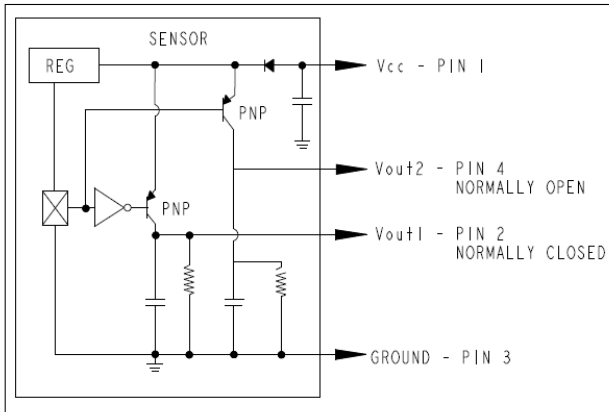 SENSOR
REG
Vcc - PIN 1
PNP
Vout2 - PIN 4
NORMALLY OPEN
PNP
Vout1 - PIN 2
NORMALLY CLOSED
GROUND - PIN 3